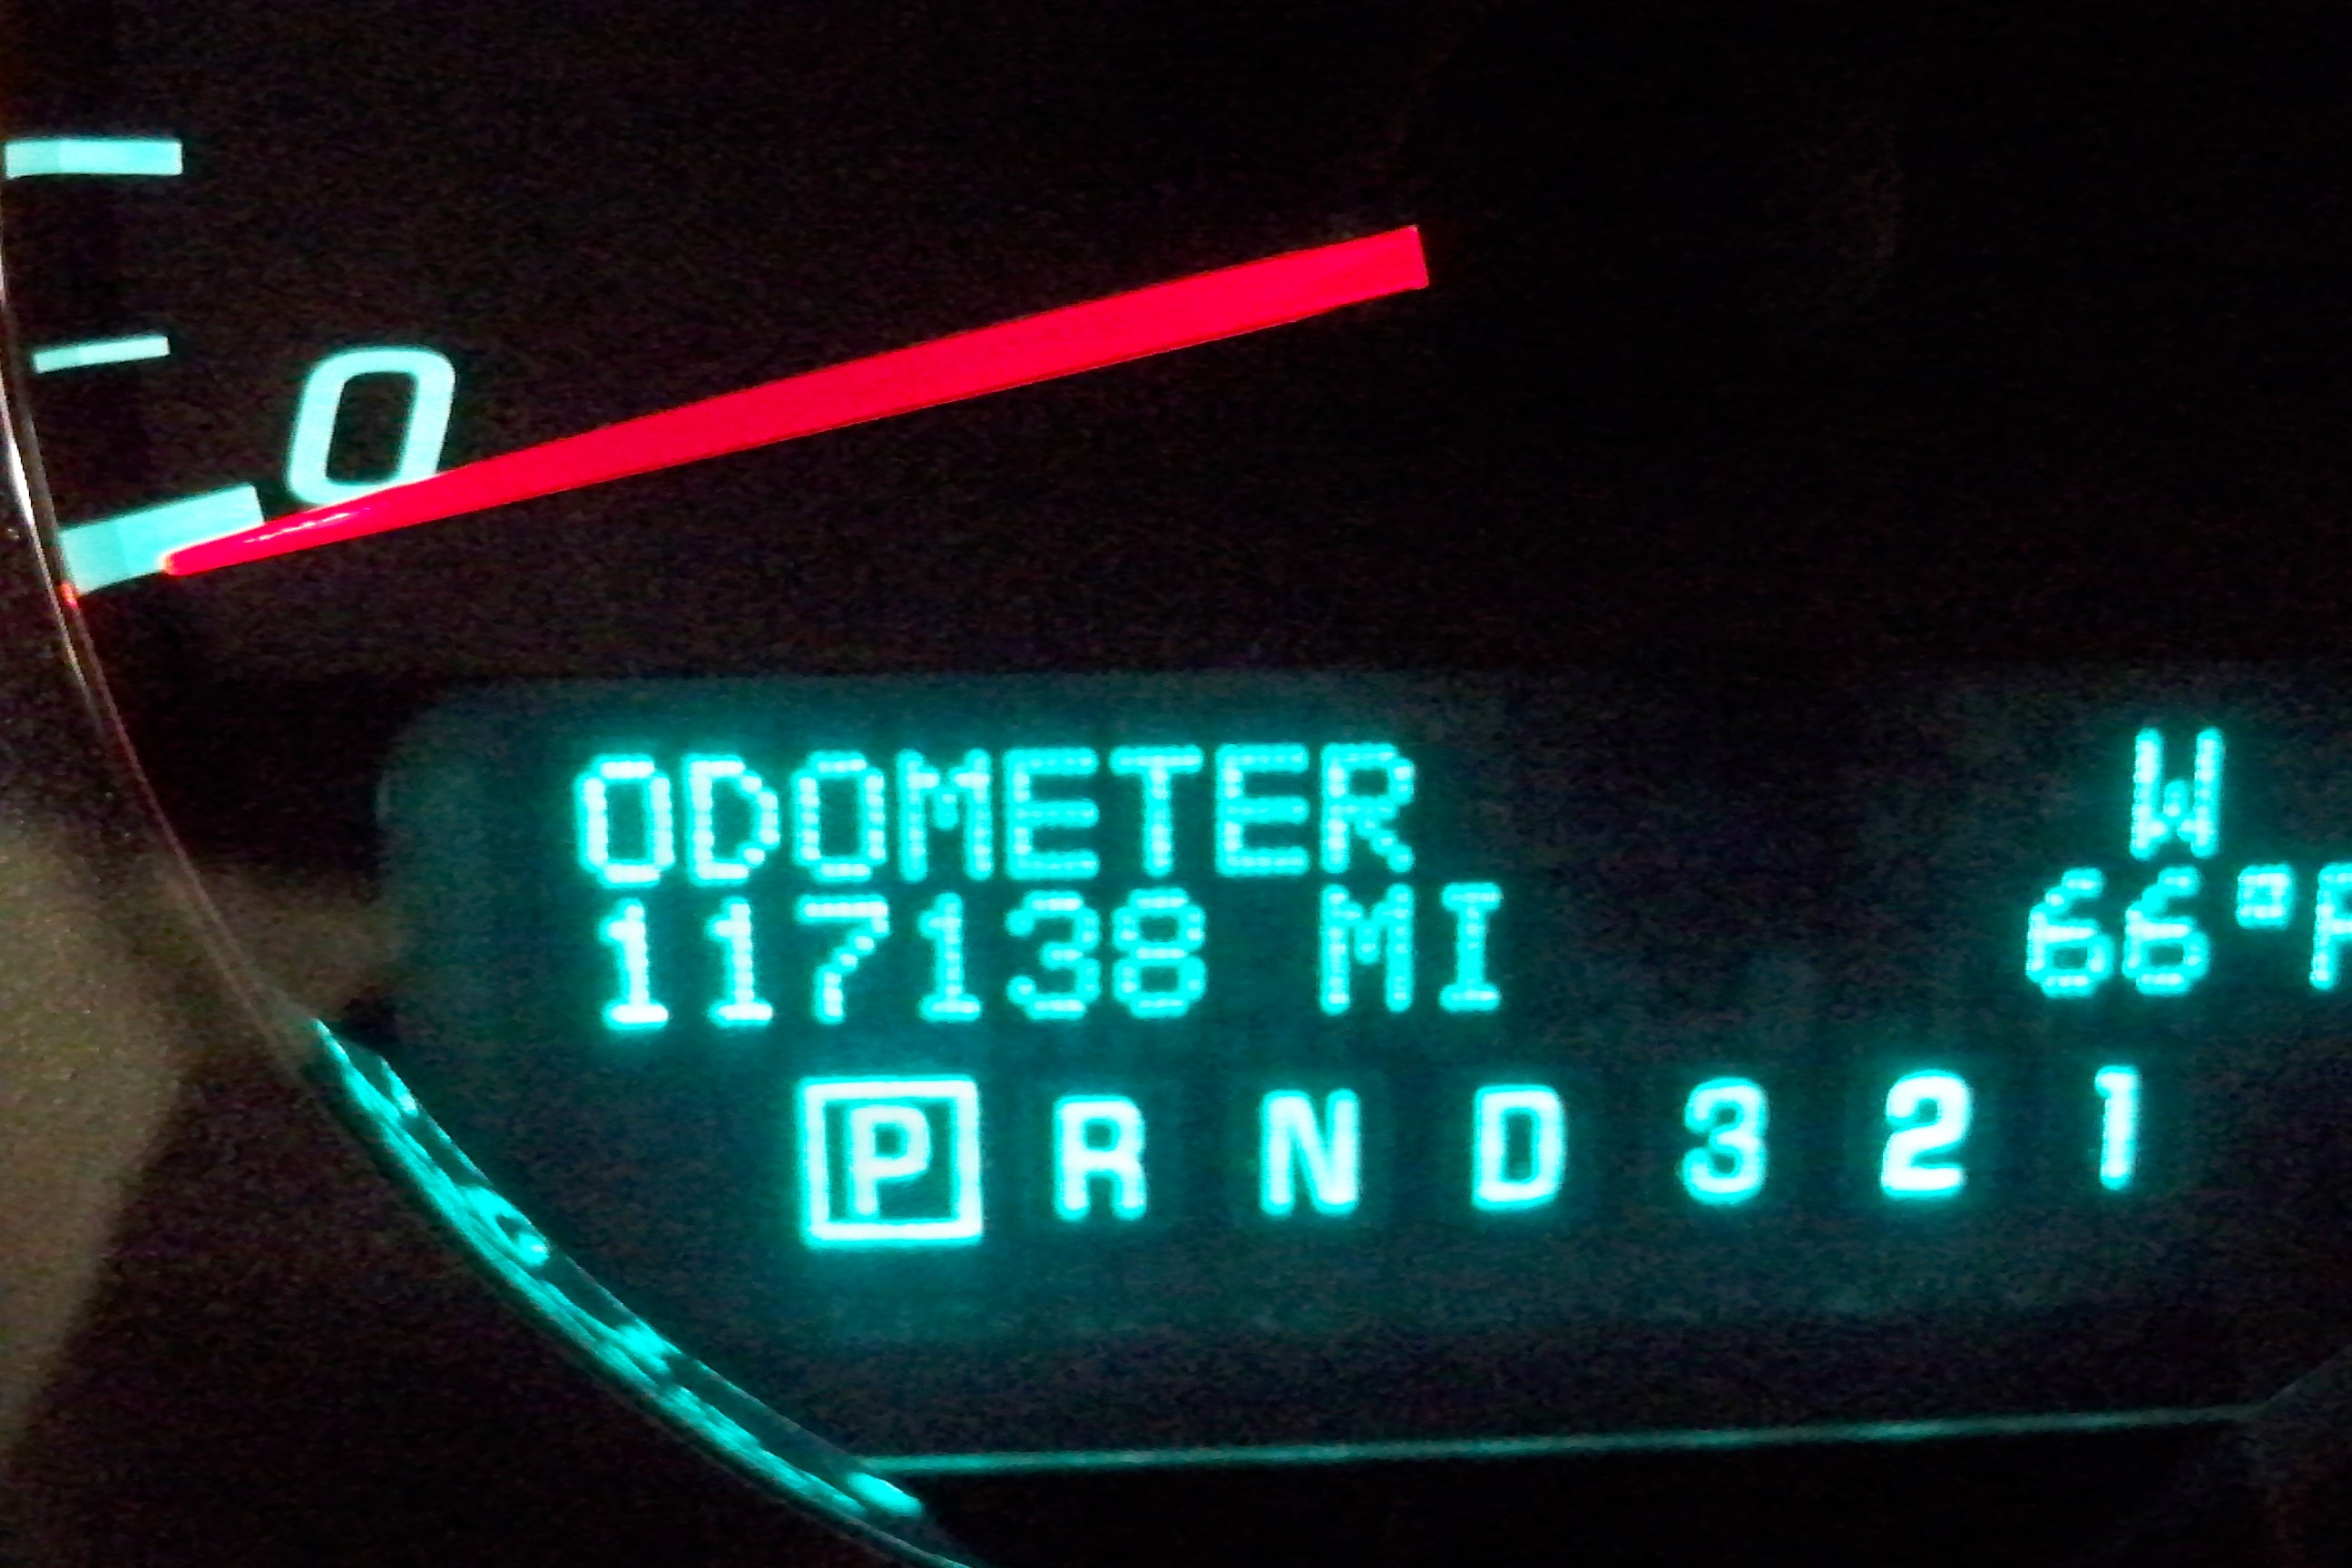 0
ODOMETER
W
117138 MI
66°F
P R N D 3 2 1